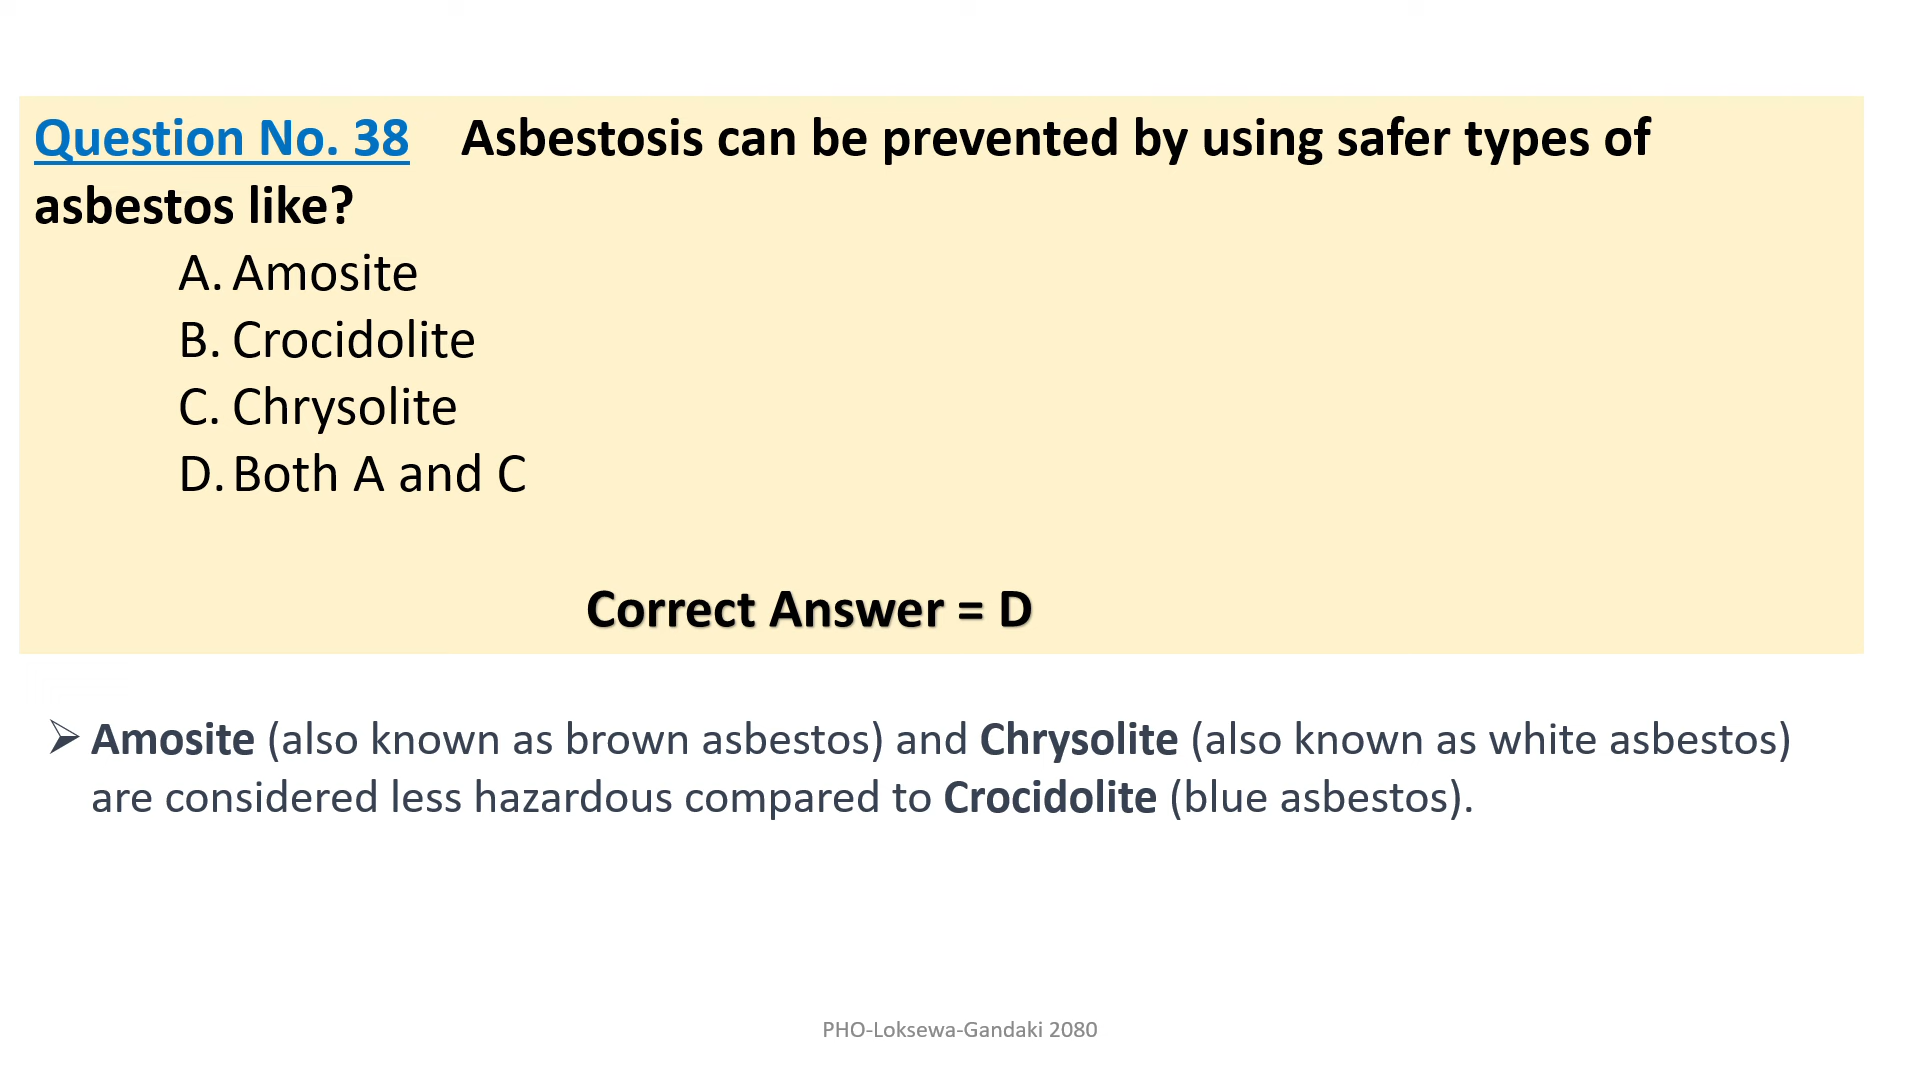 Question No. 38 Asbestosis can be prevented by using safer types of
asbestos like?
A. Amosite
B. Crocidolite
C. Chrysolite
D. Both A and C
Correct Answer = D
➢ Amosite (also known as brown asbestos) and Chrysolite (also known as white asbestos)
are considered less hazardous compared to Crocidolite (blue asbestos).
PHO-Loksewa-Gandaki 2080